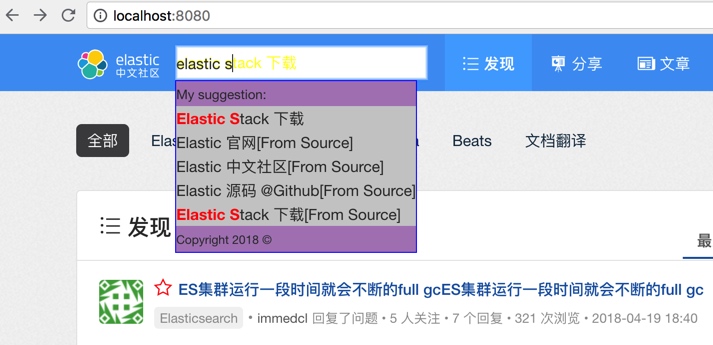 localhost:8080
elastic
中文社区
elastic stack 下载
发现
分享
文章
My suggestion:
Elastic Stack 下载
Elastic 官网[From Source]
Elastic 中文社区[From Source]
Elastic 源码 @Github[From Source]
Elastic Stack 下载[From Source]
Copyright 2018 ©
全部
Elas
a
Beats
文档翻译
发现
最
ES集群运行一段时间就会不断的full gcES集群运行一段时间就会不断的full gc
Elasticsearch • immedcl 回复了问题 • 5 人关注 • 7 个回复 • 321 次浏览 • 2018-04-19 18:40